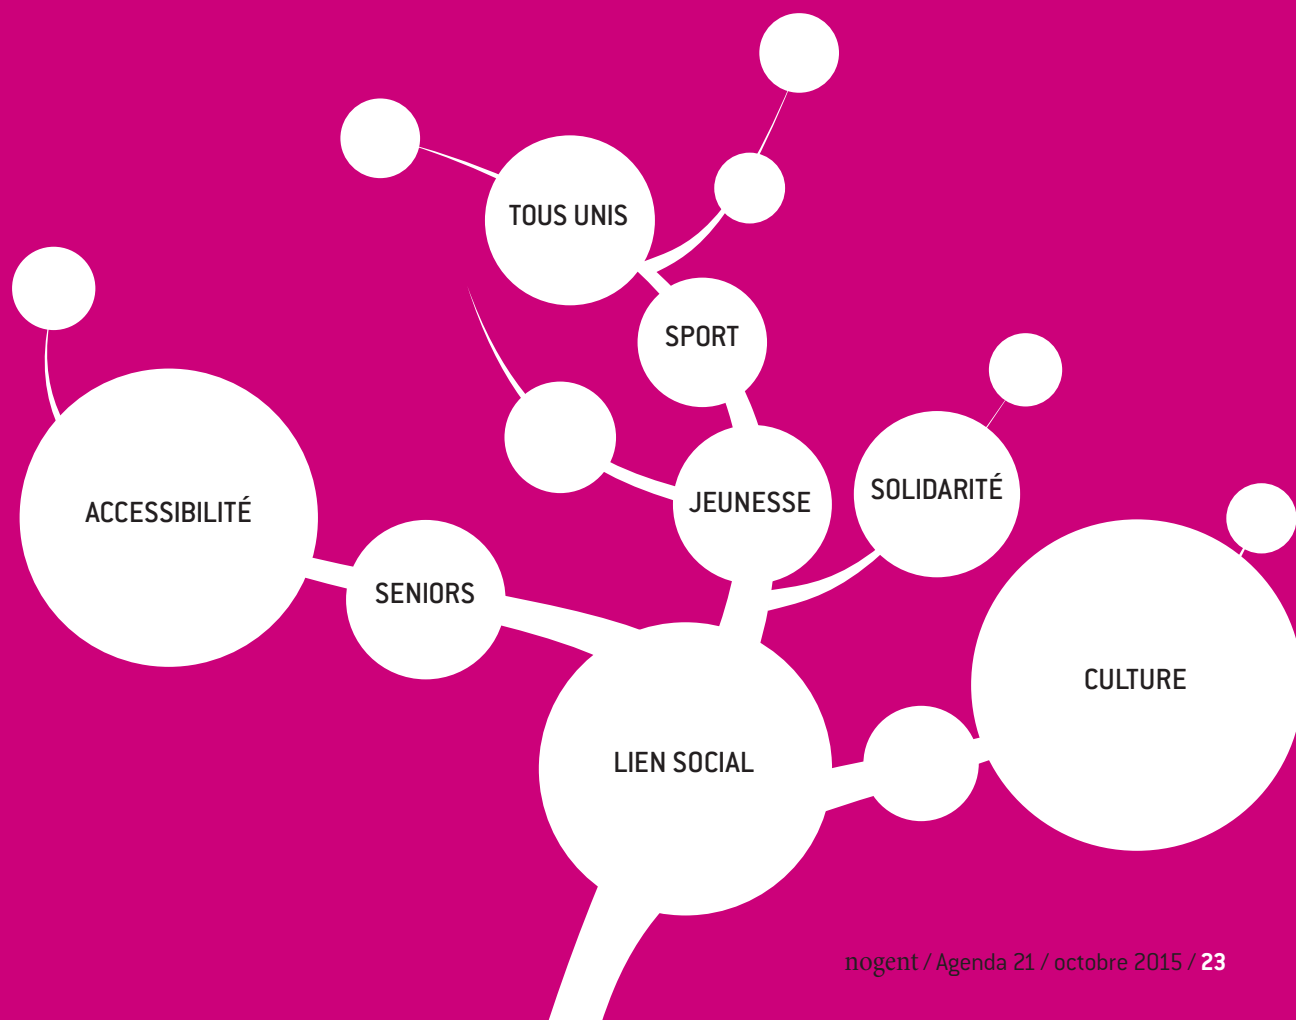 TOUS UNIS
SPORT
SOLIDARITÉ
JEUNESSE
ACCESSIBILITÉ
SENIORS
CULTURE
LIEN SOCIAL
nogent / Agenda 21 / octobre 2015 / 23